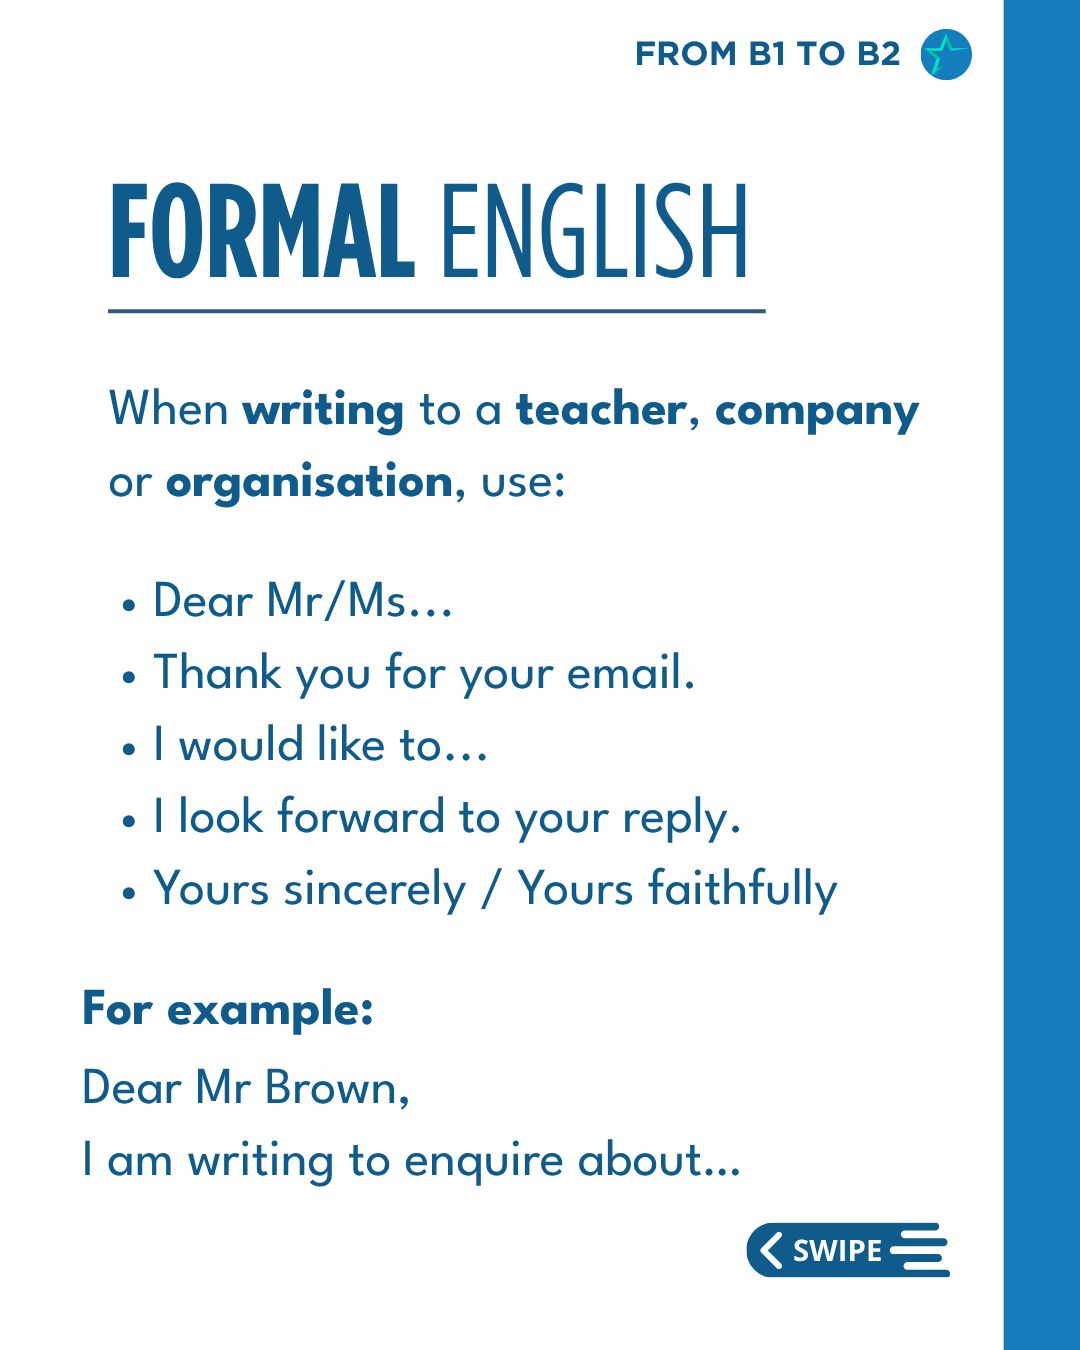 FROM B1 TO B2
FORMAL ENGLISH
When writing to a teacher, company
or organisation, use:
• Dear Mr/Ms...
• Thank you for your email.
• I would like to...
• I look forward to your reply.
• Yours sincerely / Yours faithfully
For example:
Dear Mr Brown,
I am writing to enquire about...
SWIPE